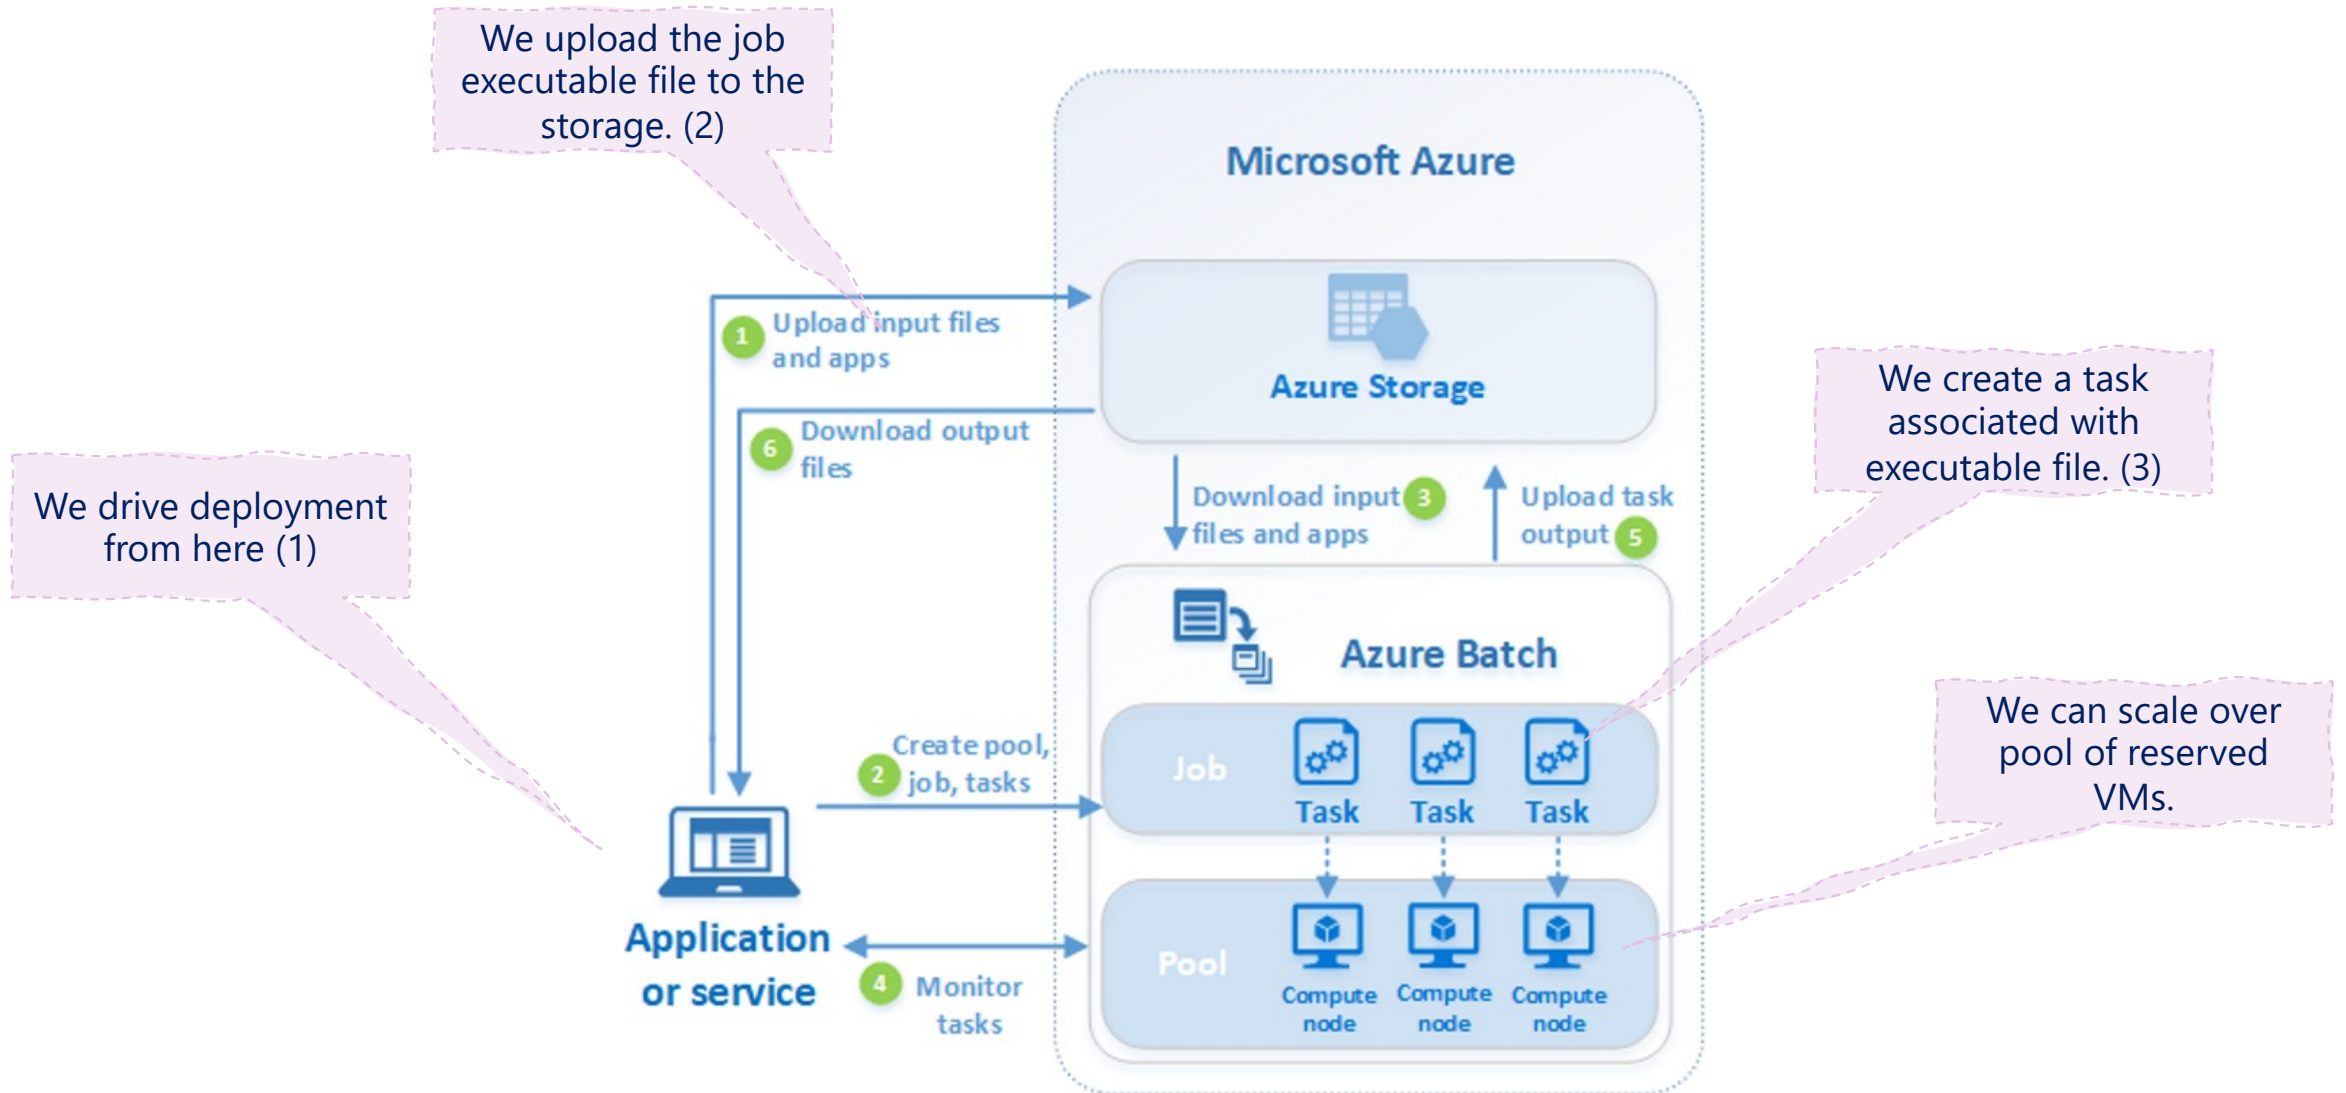 We upload the job
executable file to the
storage. (2)
Microsoft Azure
1
Upload input files
and apps
Azure Storage
We create a task
associated with
executable file. (3)
6
Download output
files
We drive deployment
from here (1)
Download input 3
files and apps
Upload task
output 5
Azure Batch
We can scale over
pool of reserved
VMs.
2
Create pool,
job, tasks
Job
Task
Task
Task
Application
or service
4
Monitor
tasks
Pool
Compute
node
Compute
node
Compute
node